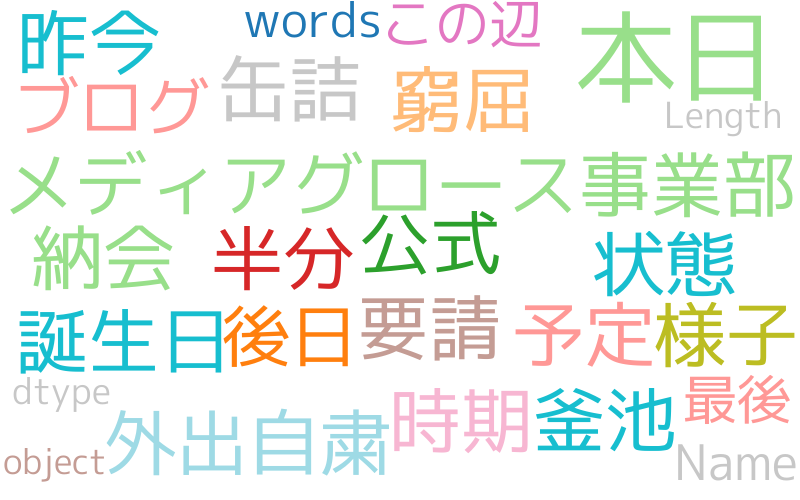 昨今
words
この辺
本日
ブログ
缶詰
窮屈
Length
メディアグロース事業部
納会
半分
公式
状態
誕生日
後日
要請
予定
様子
dtype
外出自粛
時期
釜池
最後
object
Name